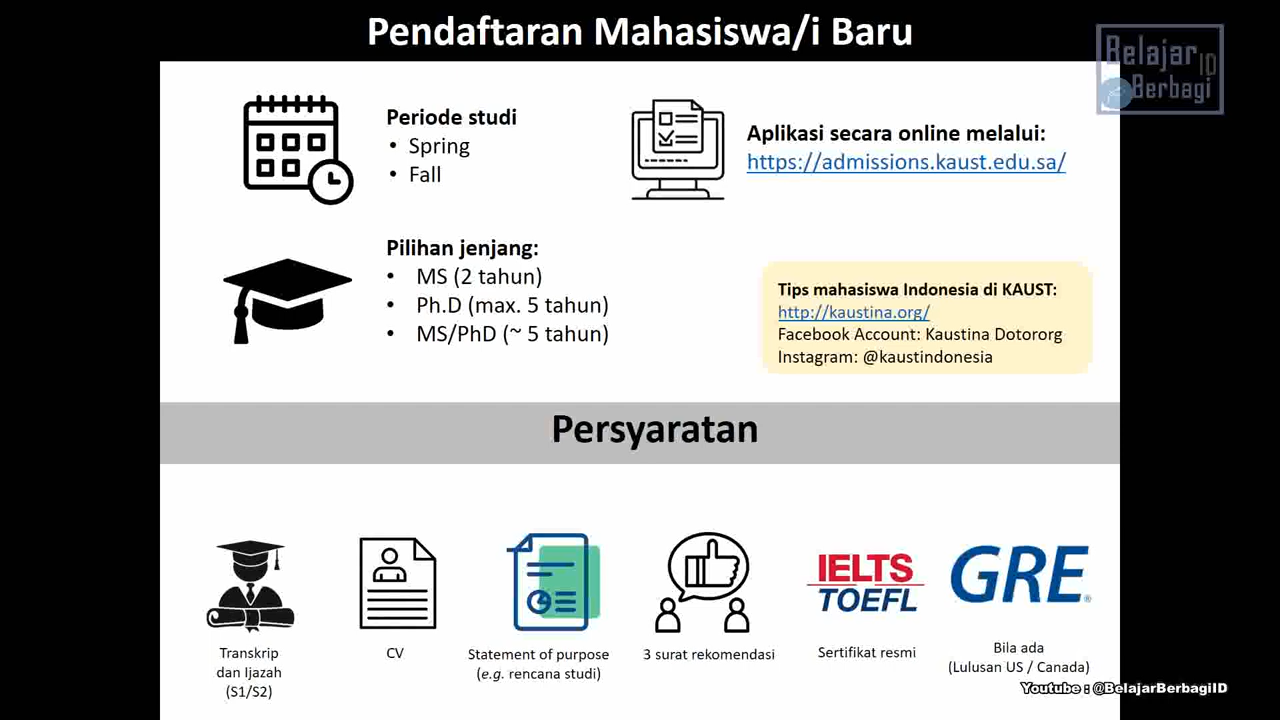 Pendaftaran Mahasiswa/i Baru
Belajar
ID
Berbagi
Periode studi
• Spring
• Fall
Aplikasi secara online melalui:
https://admissions.kaust.edu.sa/
Pilihan jenjang:
• MS (2 tahun)
• Ph.D (max. 5 tahun)
• MS/PhD (~ 5 tahun)
Tips mahasiswa Indonesia di KAUST:
http://kaustina.org/
Facebook Account: Kaustina Dotororg
Instagram: @kaustindonesia
Persyaratan
Transkrip
dan Ijazah
(S1/S2)
CV
Statement of purpose
(e.g. rencana studi)
3 surat rekomendasi
IELTS
TOEFL
Sertifikat resmi
GRE®
Bila ada
(Lulusan US / Canada)
Youtube : @BelajarBerbagiID